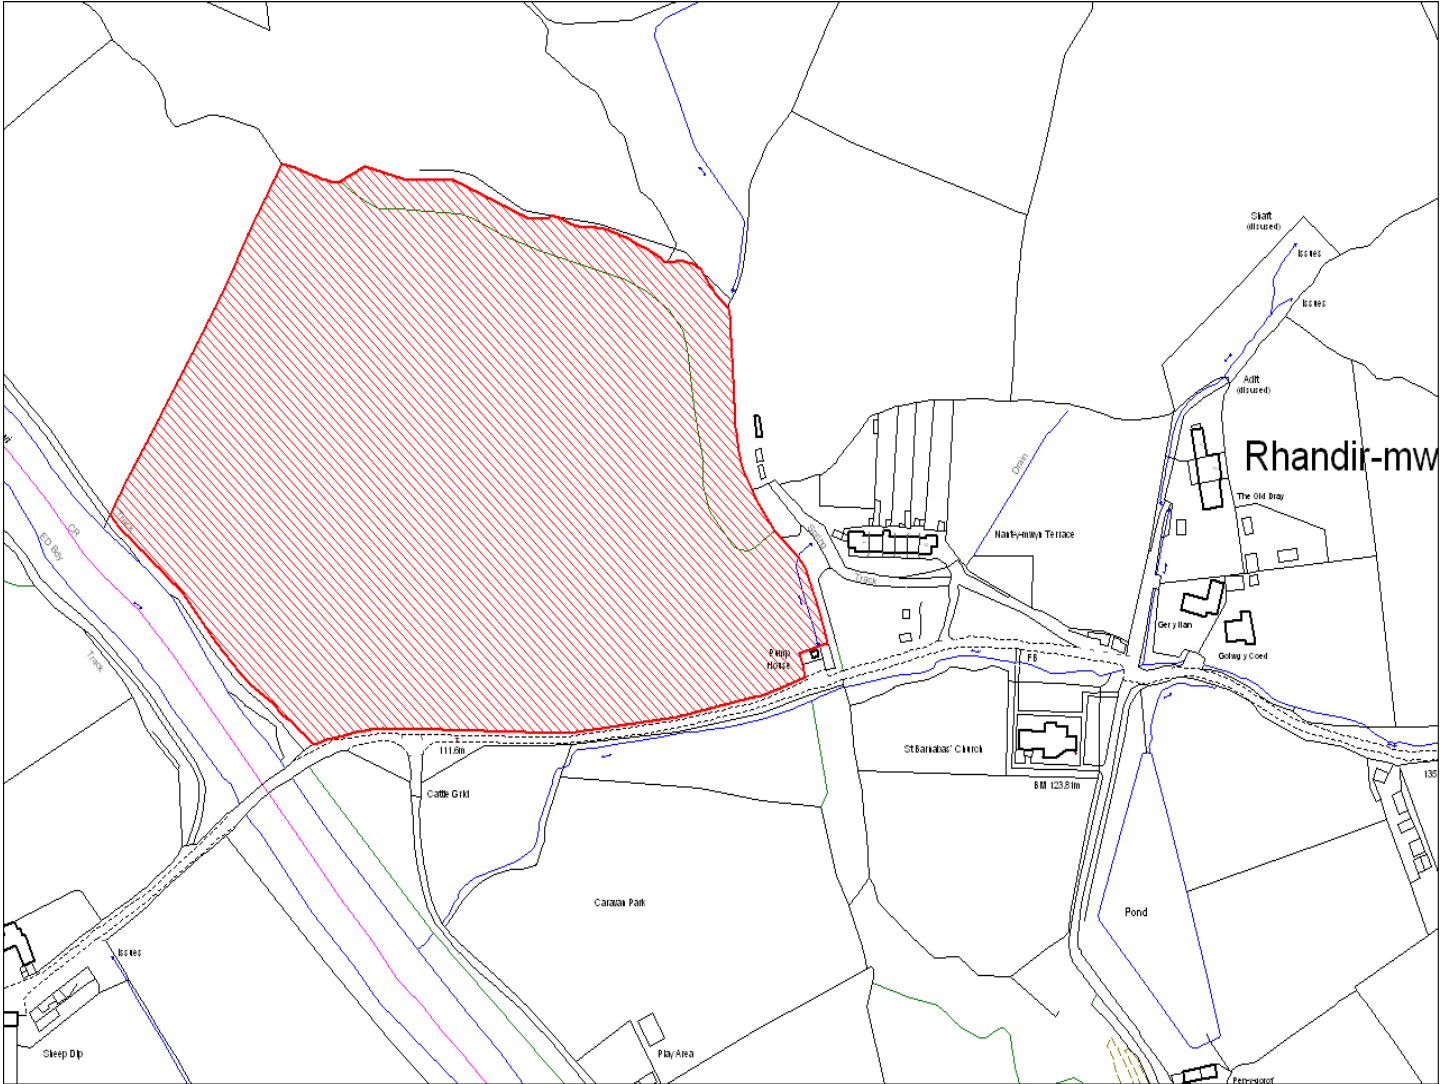 Shaft
(disused)
Issues
Issues
Adit
(disused)
Rhandir-mw
The Old Dray
Drain
Nant-y-mwyn Terrace
Track
CR
ED Bdy
Track
Track
Pump
House
FB
Ger y llan
Golwg y Coed
St Barnabas' Church
BM 123.81m
111.6m
Cattle Grid
135
Caravan Park
Pond
Issues
Sheep Dip
Play Area